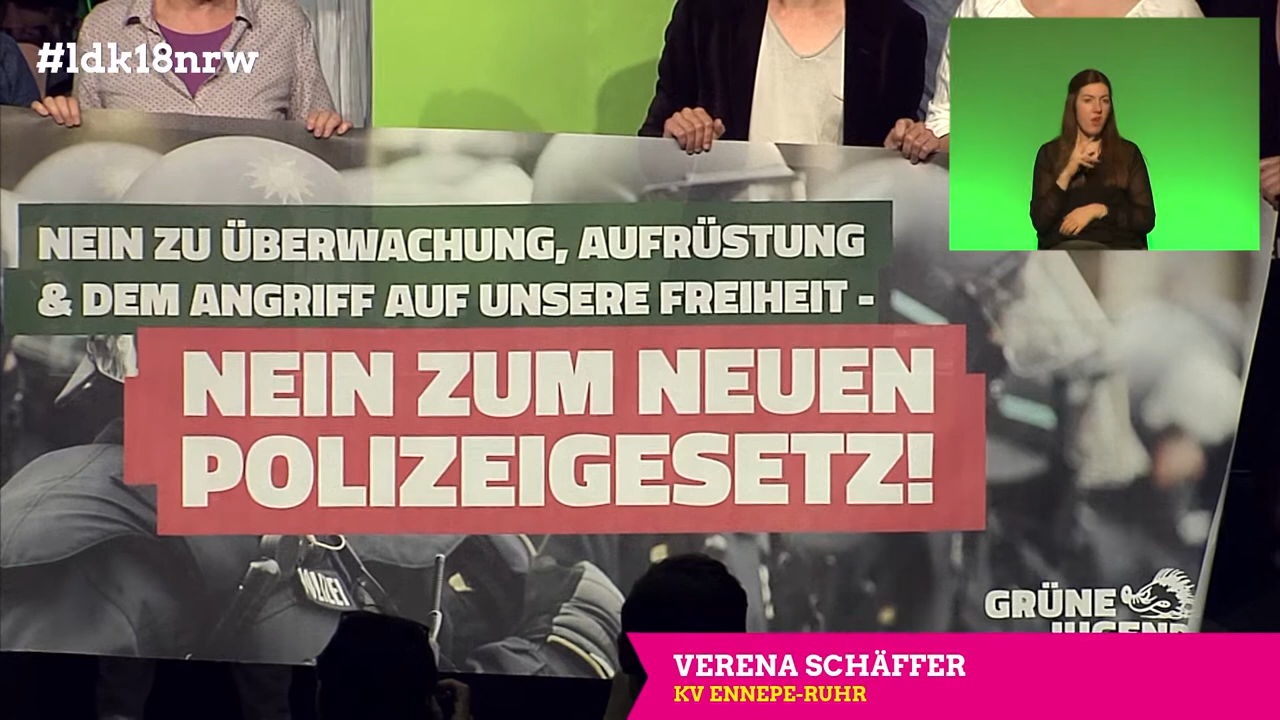 #ldk18nrw
NEIN ZU ÜBERWACHUNG, AUFRÜSTUNG
& DEM ANGRIFF AUF UNSERE FREIHEIT -
NEIN ZUM NEUEN
POLIZEIGESETZ!
POLIZEI
GRÜNE
JUGEND
VERENA SCHÄFFER
KV ENNEPE-RUHR